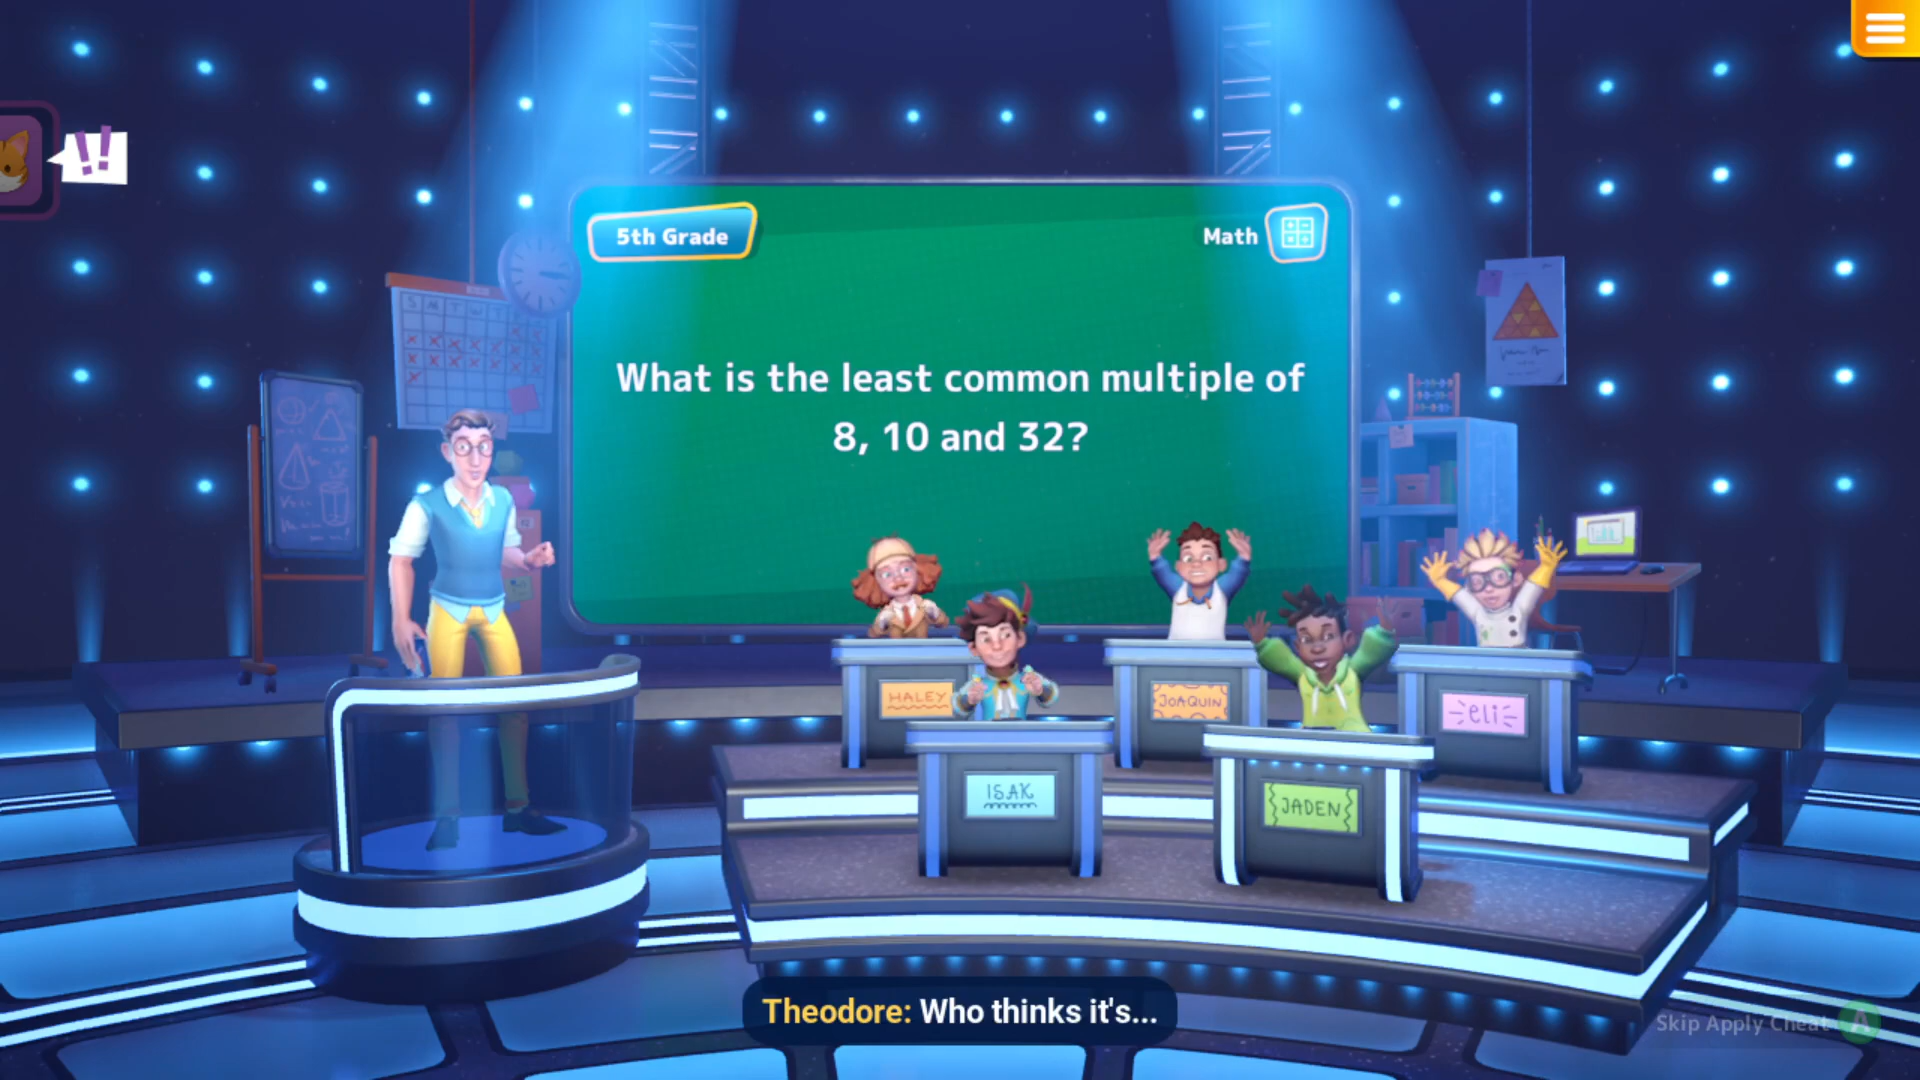 !!
5th Grade
Math
What is the least common multiple of
8, 10 and 32?
HALEY
JOAQUIN
eli
ISAK
JADEN
Theodore: Who thinks it's...
Skip Apply Cheat A